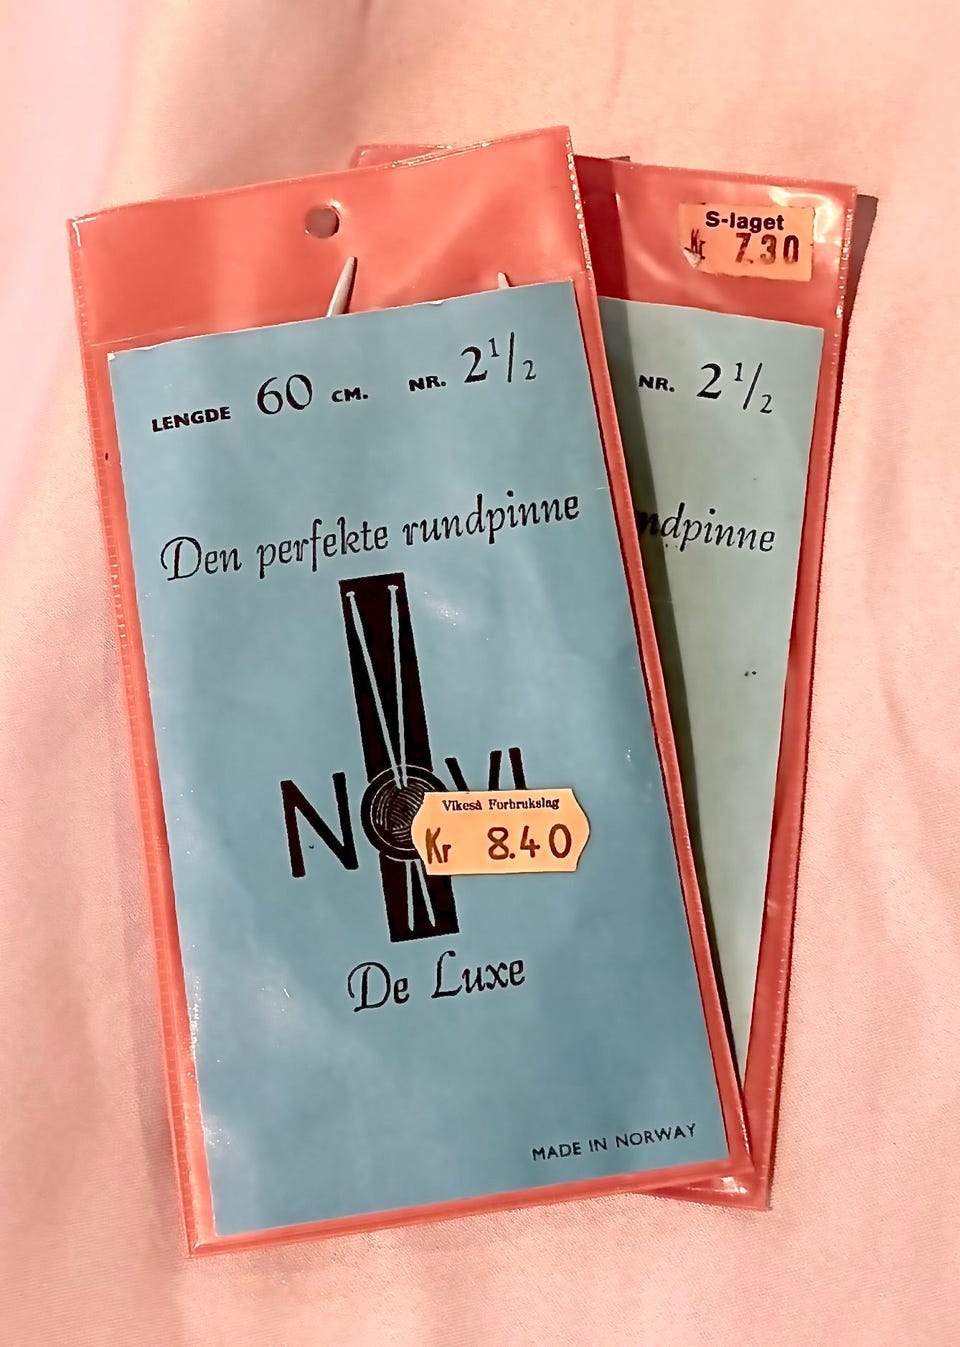 LENGDE 60 CM. NR. 2 1/2
Den perfekte rundpinne
NOVI
Vikeså Forbrukslag
Kr 8.40
De Luxe
MADE IN NORWAY
S-laget
Kr 7.30
NR. 2 1/2
ndpinne